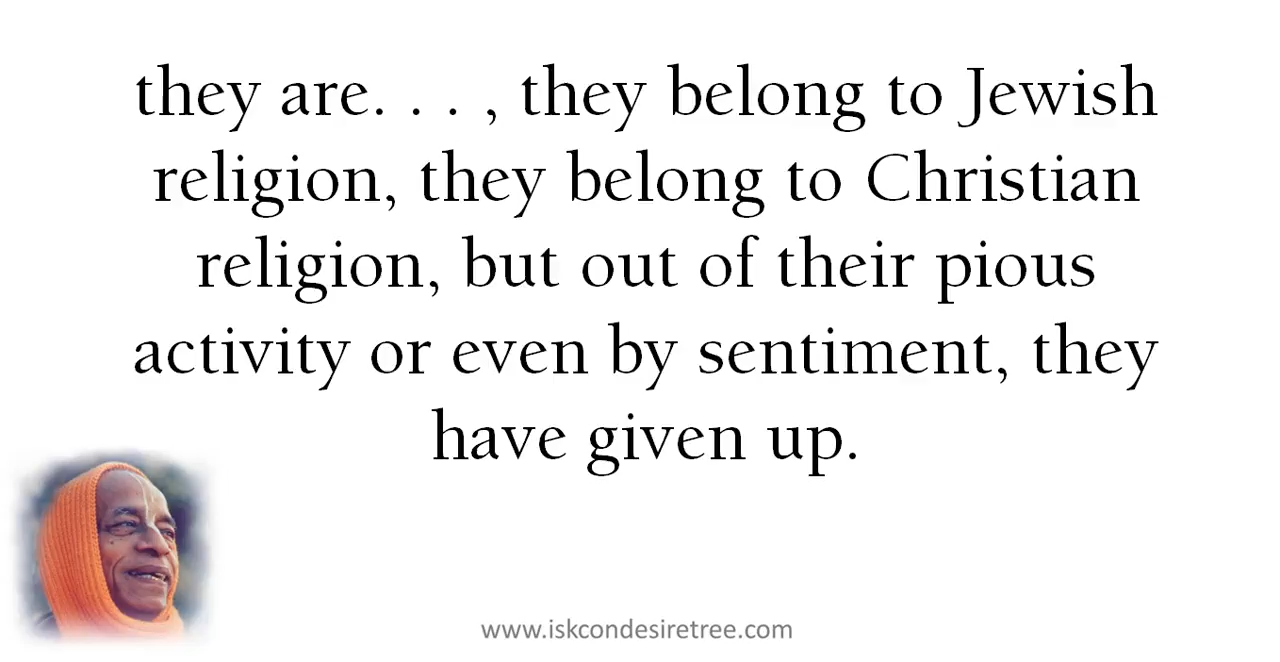 they are. . . , they belong to Jewish
religion, they belong to Christian
religion, but out of their pious
activity or even by sentiment, they
have given up.
www.iskcondesiretree.com